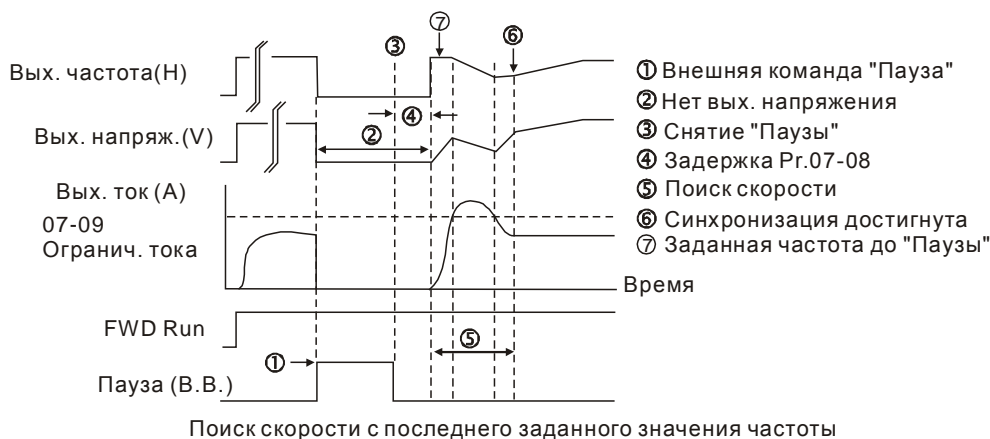 ⑦
③
⑥
Вых. частота(H)
④
Вых. напряж.(V)
②
Вых. ток (A)
07-09
Огранич. тока
Время
FWD Run
⑤
①
Пауза (B.B.)
① Внешняя команда "Пауза"
② Нет вых. напряжения
③ Снятие "Паузы"
④ Задержка Pr.07-08
⑤ Поиск скорости
⑥ Синхронизация достигнута
⑦ Заданная частота до "Паузы"
Поиск скорости с последнего заданного значения частоты